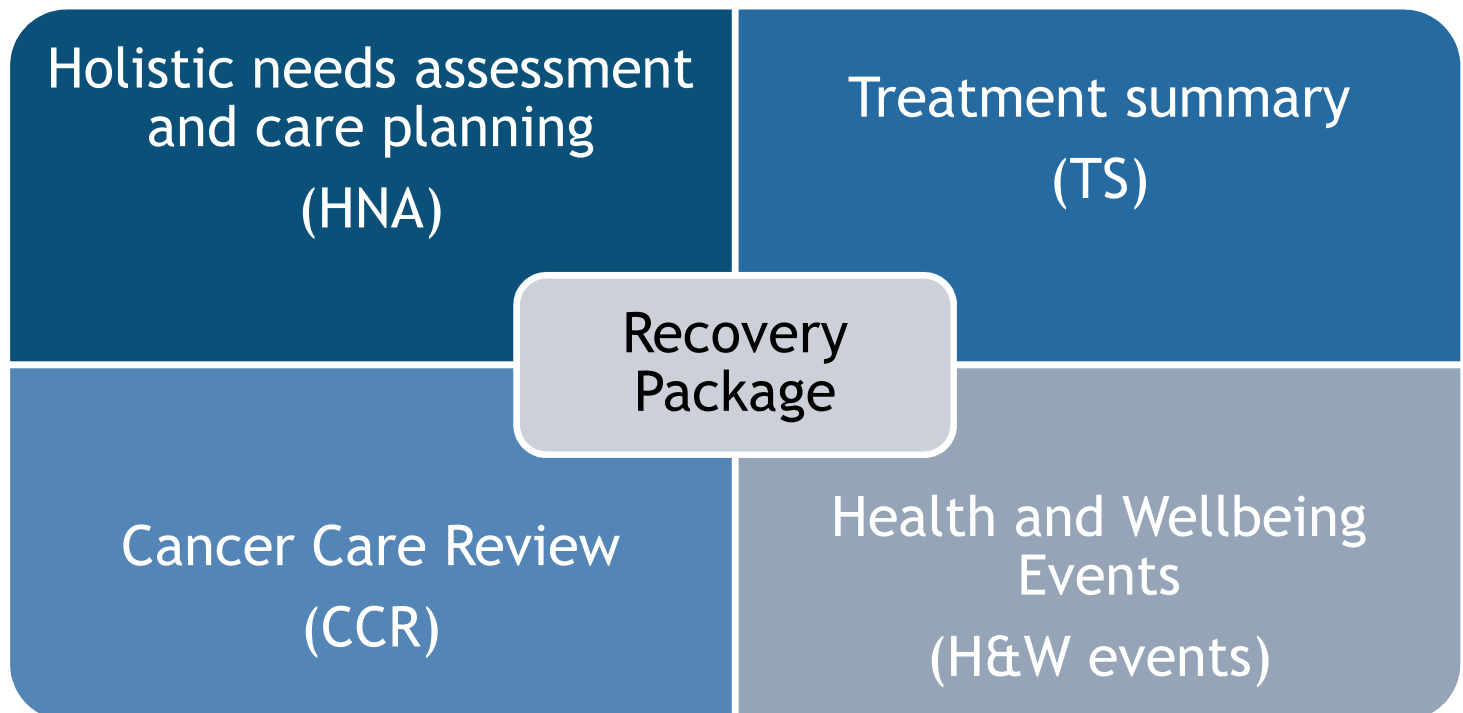 Holistic needs assessment
and care planning
(HNA)
Treatment summary
(TS)
Recovery
Package
Cancer Care Review
(CCR)
Health and Wellbeing
Events
(H&W events)